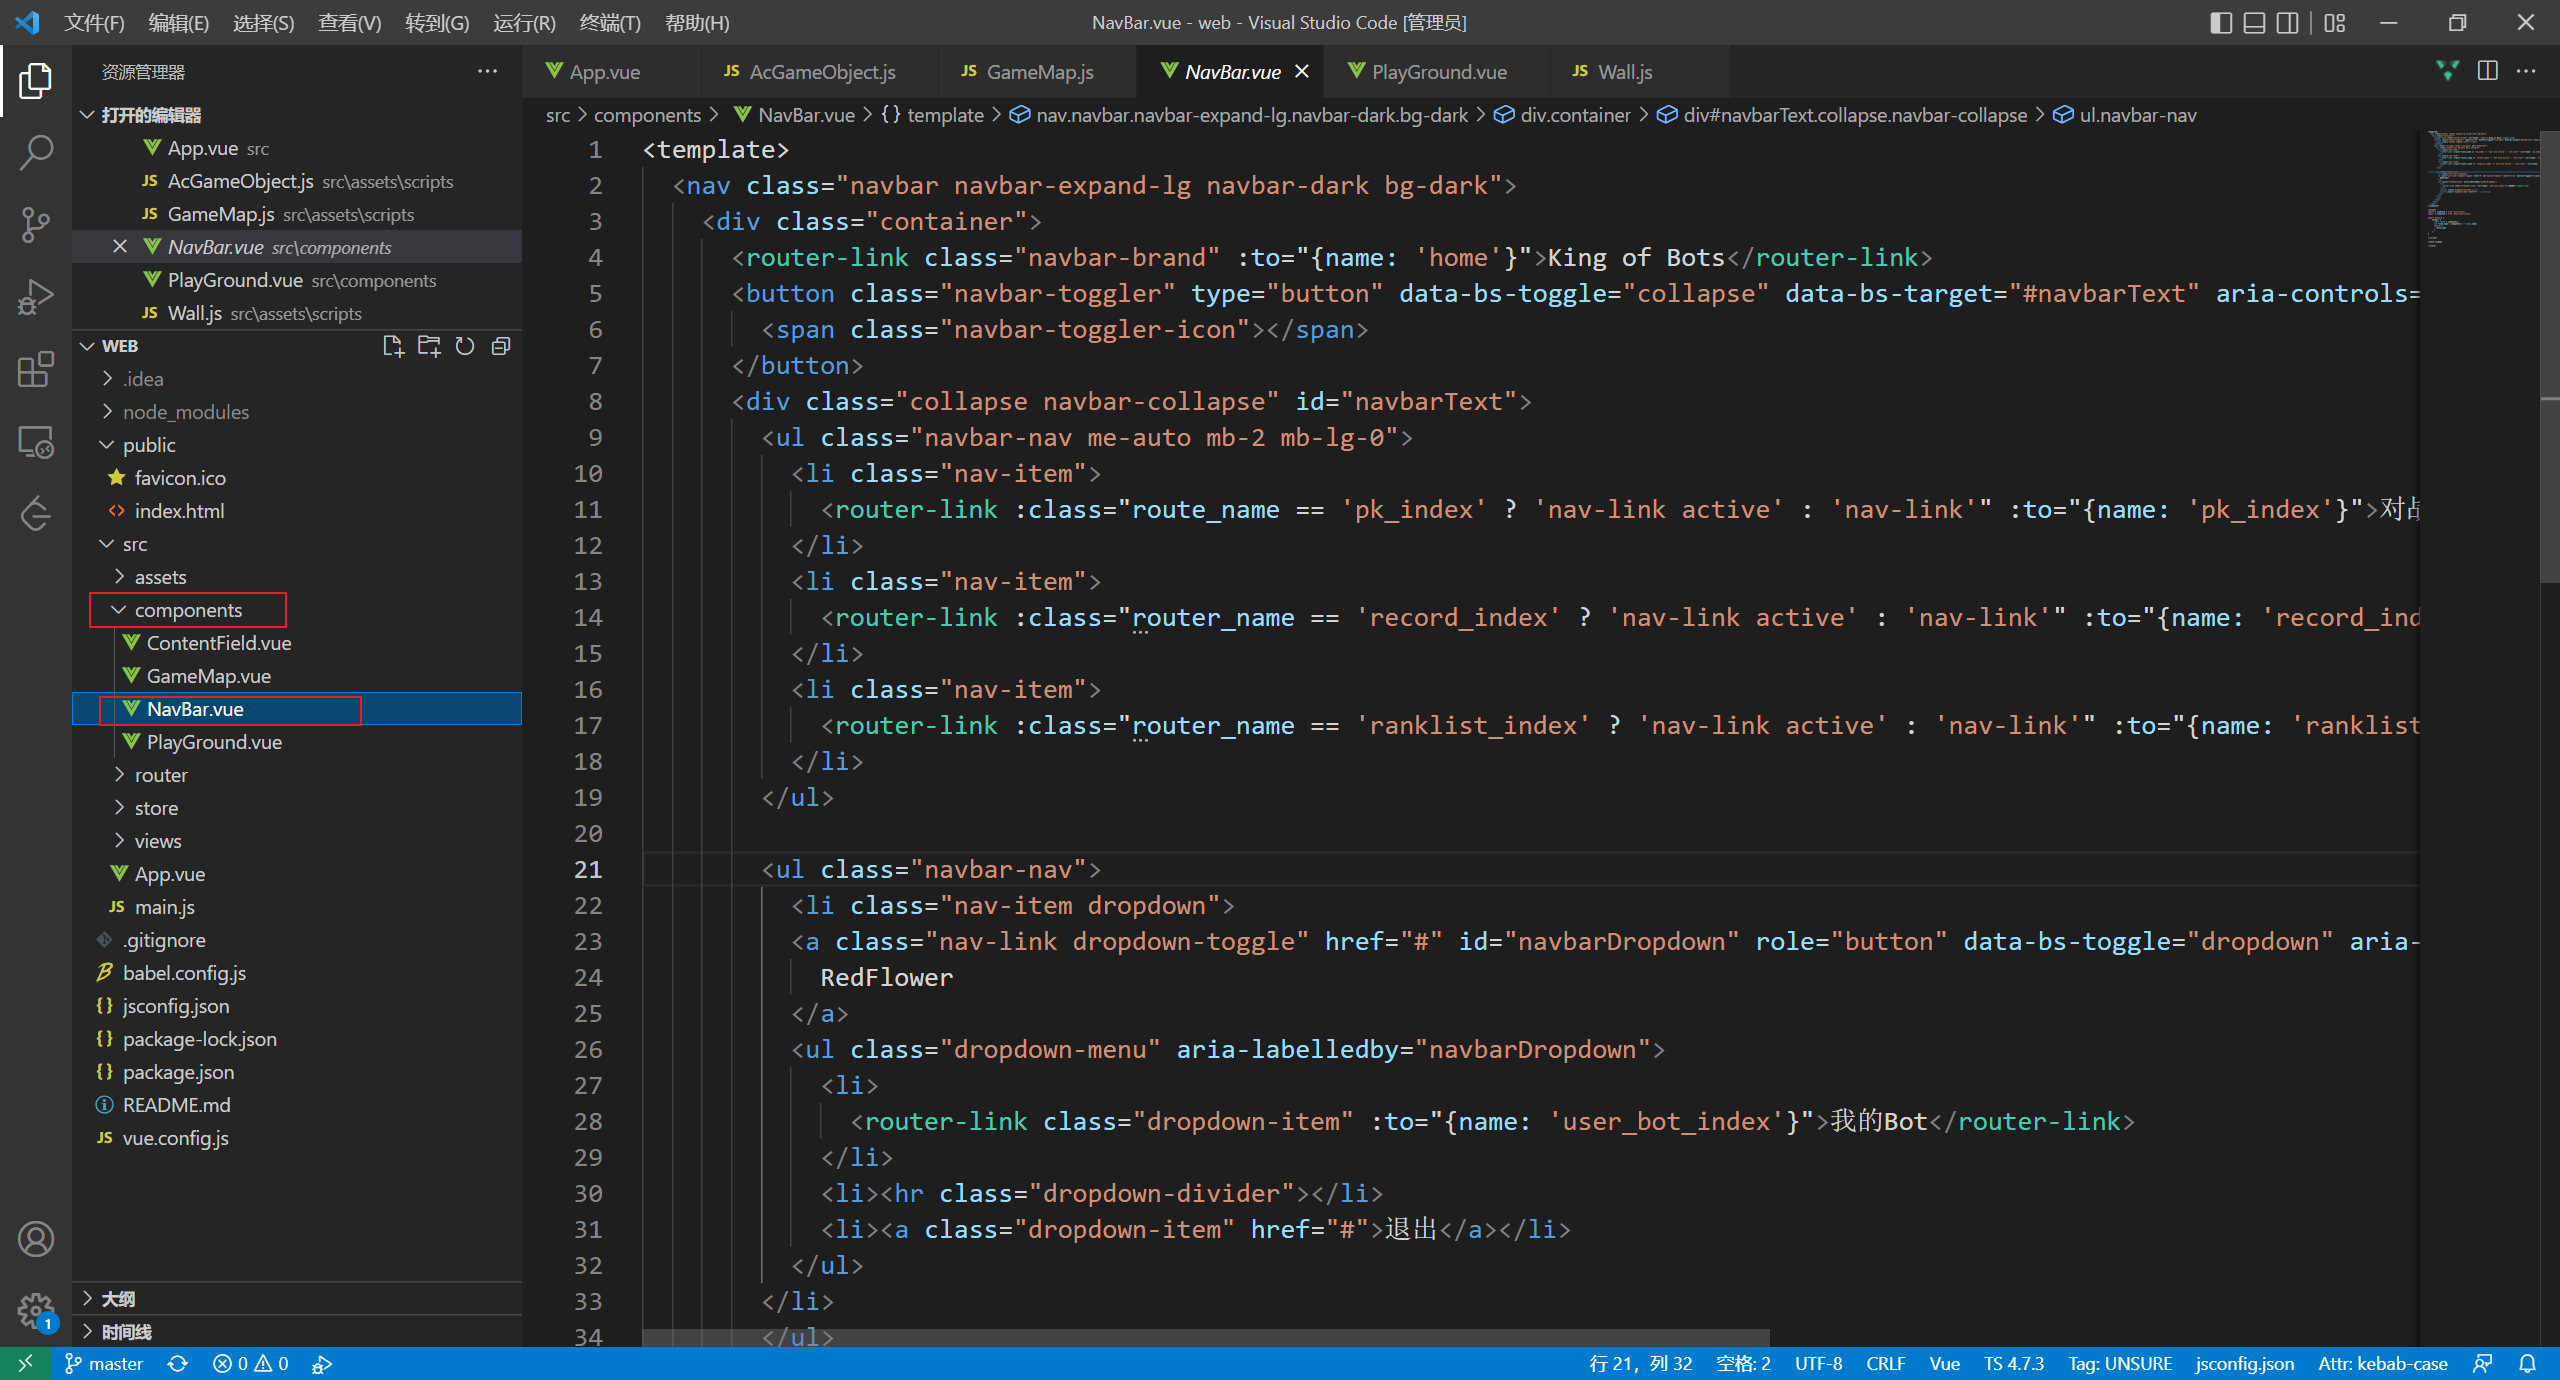 文件(F) 编辑(E) 选择(S) 查看(V) 转到(G) 运行(R) 终端(T) 帮助(H) NavBar.vue - web - Visual Studio Code [管理员]
资源管理器
打开的编辑器
App.vue src
JS AcGameObject.js src\assets\scripts
JS GameMap.js src\assets\scripts
NavBar.vue src\components
PlayGround.vue src\components
JS Wall.js src\assets\scripts
WEB
.idea
node_modules
public
favicon.ico
index.html
src
assets
components
ContentField.vue
GameMap.vue
NavBar.vue
PlayGround.vue
router
store
views
App.vue
JS main.js
.gitignore
babel.config.js
{} jsconfig.json
{} package-lock.json
{} package.json
README.md
JS vue.config.js
大纲
时间线
1
App.vue JS AcGameObject.js JS GameMap.js NavBar.vue PlayGround.vue JS Wall.js
src > components > NavBar.vue > {} template > nav.navbar.navbar-expand-lg.navbar-dark.bg-dark > div.container > div#navbarText.collapse.navbar-collapse > ul.navbar-nav
1 <template>
2 <nav class="navbar navbar-expand-lg navbar-dark bg-dark">
3 <div class="container">
4 <router-link class="navbar-brand" :to="{name: 'home'}">King of Bots</router-link>
5 <button class="navbar-toggler" type="button" data-bs-toggle="collapse" data-bs-target="#navbarText" aria-controls=
6 <span class="navbar-toggler-icon"></span>
7 </button>
8 <div class="collapse navbar-collapse" id="navbarText">
9 <ul class="navbar-nav me-auto mb-2 mb-lg-0">
10 <li class="nav-item">
11 <router-link :class="route_name == 'pk_index' ? 'nav-link active' : 'nav-link'" :to="{name: 'pk_index'}">对
12 </li>
13 <li class="nav-item">
14 <router-link :class="router_name == 'record_index' ? 'nav-link active' : 'nav-link'" :to="{name: 'record_ind
15 </li>
16 <li class="nav-item">
17 <router-link :class="router_name == 'ranklist_index' ? 'nav-link active' : 'nav-link'" :to="{name: 'ranklist
18 </li>
19 </ul>
20
21 <ul class="navbar-nav">
22 <li class="nav-item dropdown">
23 <a class="nav-link dropdown-toggle" href="#" id="navbarDropdown" role="button" data-bs-toggle="dropdown" aria-
24 RedFlower
25 </a>
26 <ul class="dropdown-menu" aria-labelledby="navbarDropdown">
27 <li>
28 <router-link class="dropdown-item" :to="{name: 'user_bot_index'}">我的Bot</router-link>
29 </li>
30 <li><hr class="dropdown-divider"></li>
31 <li><a class="dropdown-item" href="#">退出</a></li>
32 </ul>
33 </li>
34 </ul>
master 0 0 行 21，列 32 空格: 2 UTF-8 CRLF Vue TS 4.7.3 Tag: UNSURE jsconfig.json Attr: kebab-case